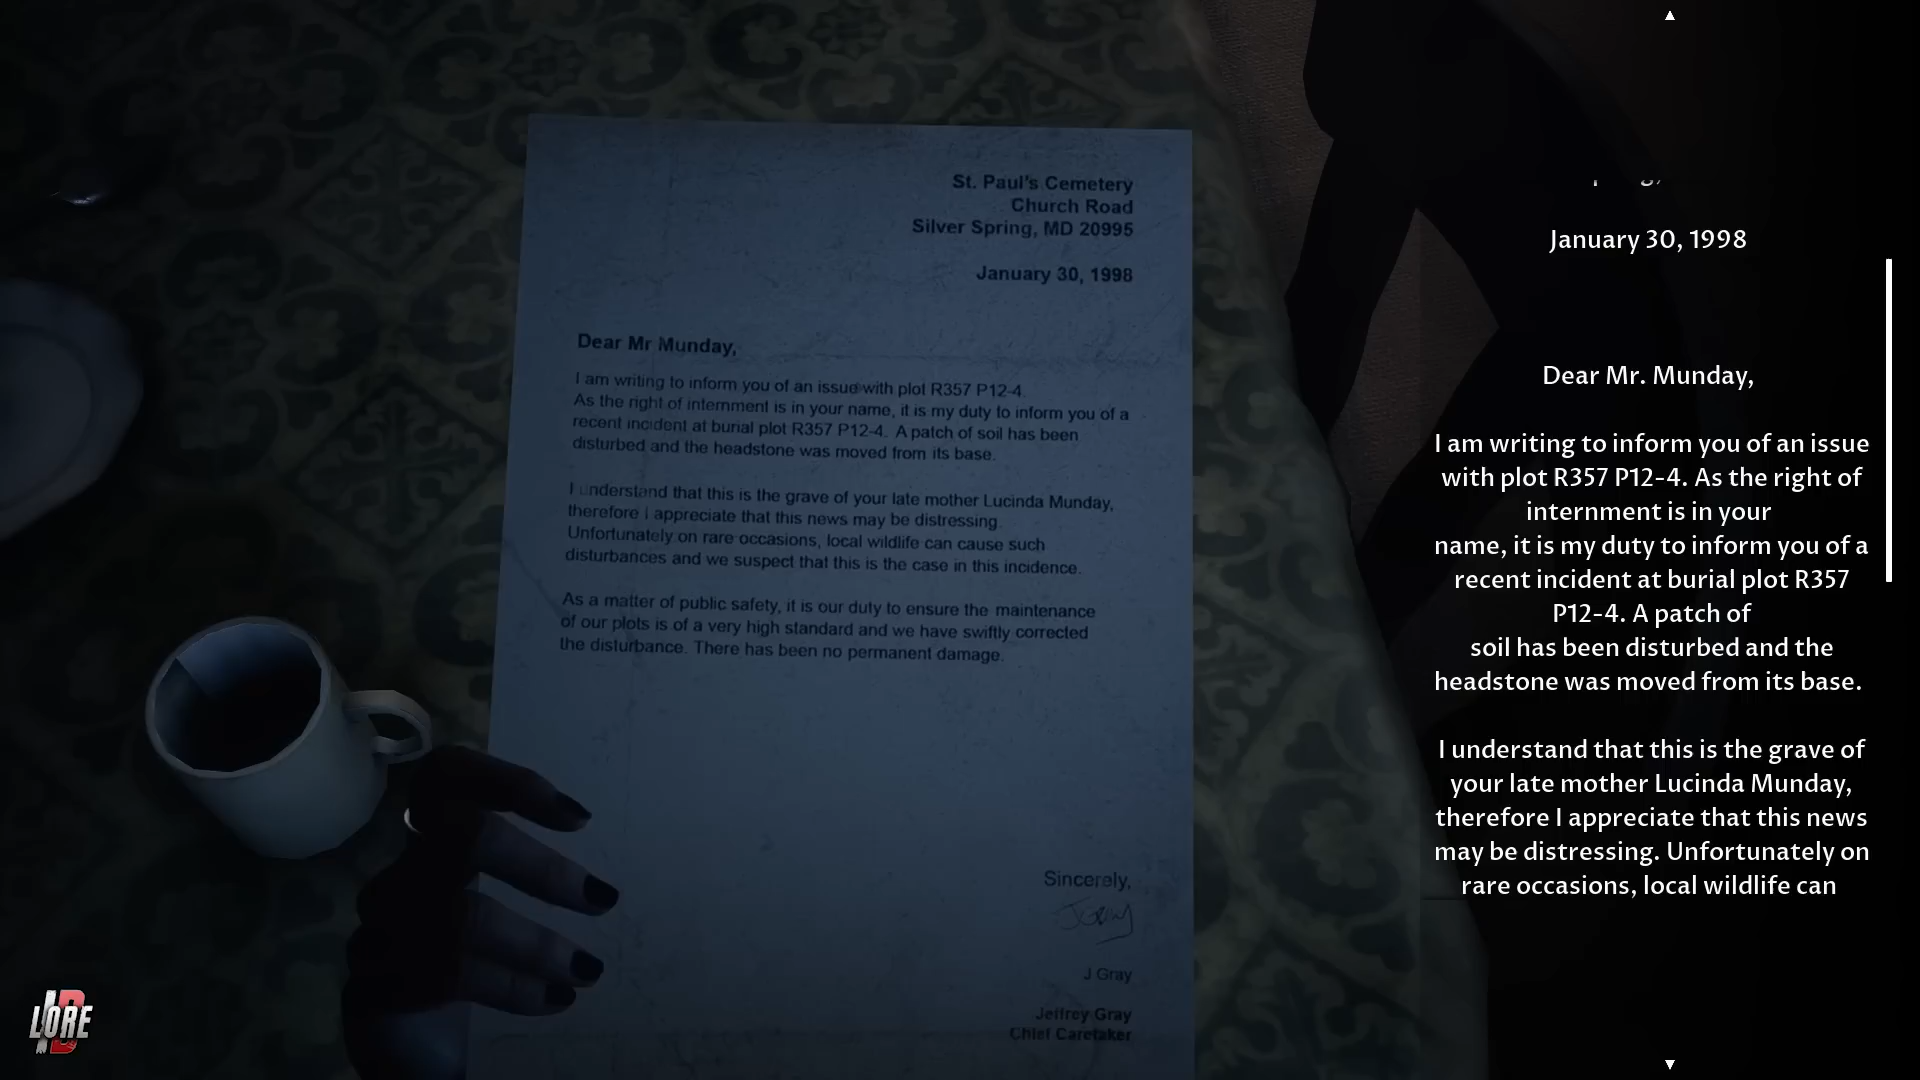 St. Paul's Cemetery
Church Road
Silver Spring, MD 20995
January 30, 1998
Dear Mr Munday,
I am writing to inform you of an issue with plot R357 P12-4.
As the right of internment is in your name, it is my duty to inform you of a
recent incident at burial plot R357 P12-4. A patch of soil has been
disturbed and the headstone was moved from its base.
I understand that this is the grave of your late mother Lucinda Munday,
therefore I appreciate that this news may be distressing.
Unfortunately on rare occasions, local wildlife can cause such
disturbances and we suspect that this is the case in this incidence.
As a matter of public safety, it is our duty to ensure the maintenance
of our plots is of a very high standard and we have swiftly corrected
the disturbance. There has been no permanent damage.
Sincerely,
JGray
J Gray
Jeffrey Gray
Chief Caretaker
January 30, 1998
Dear Mr. Munday,
I am writing to inform you of an issue
with plot R357 P12-4. As the right of
internment is in your
name, it is my duty to inform you of a
recent incident at burial plot R357
P12-4. A patch of
soil has been disturbed and the
headstone was moved from its base.
I understand that this is the grave of
your late mother Lucinda Munday,
therefore I appreciate that this news
may be distressing. Unfortunately on
rare occasions, local wildlife can
LORE